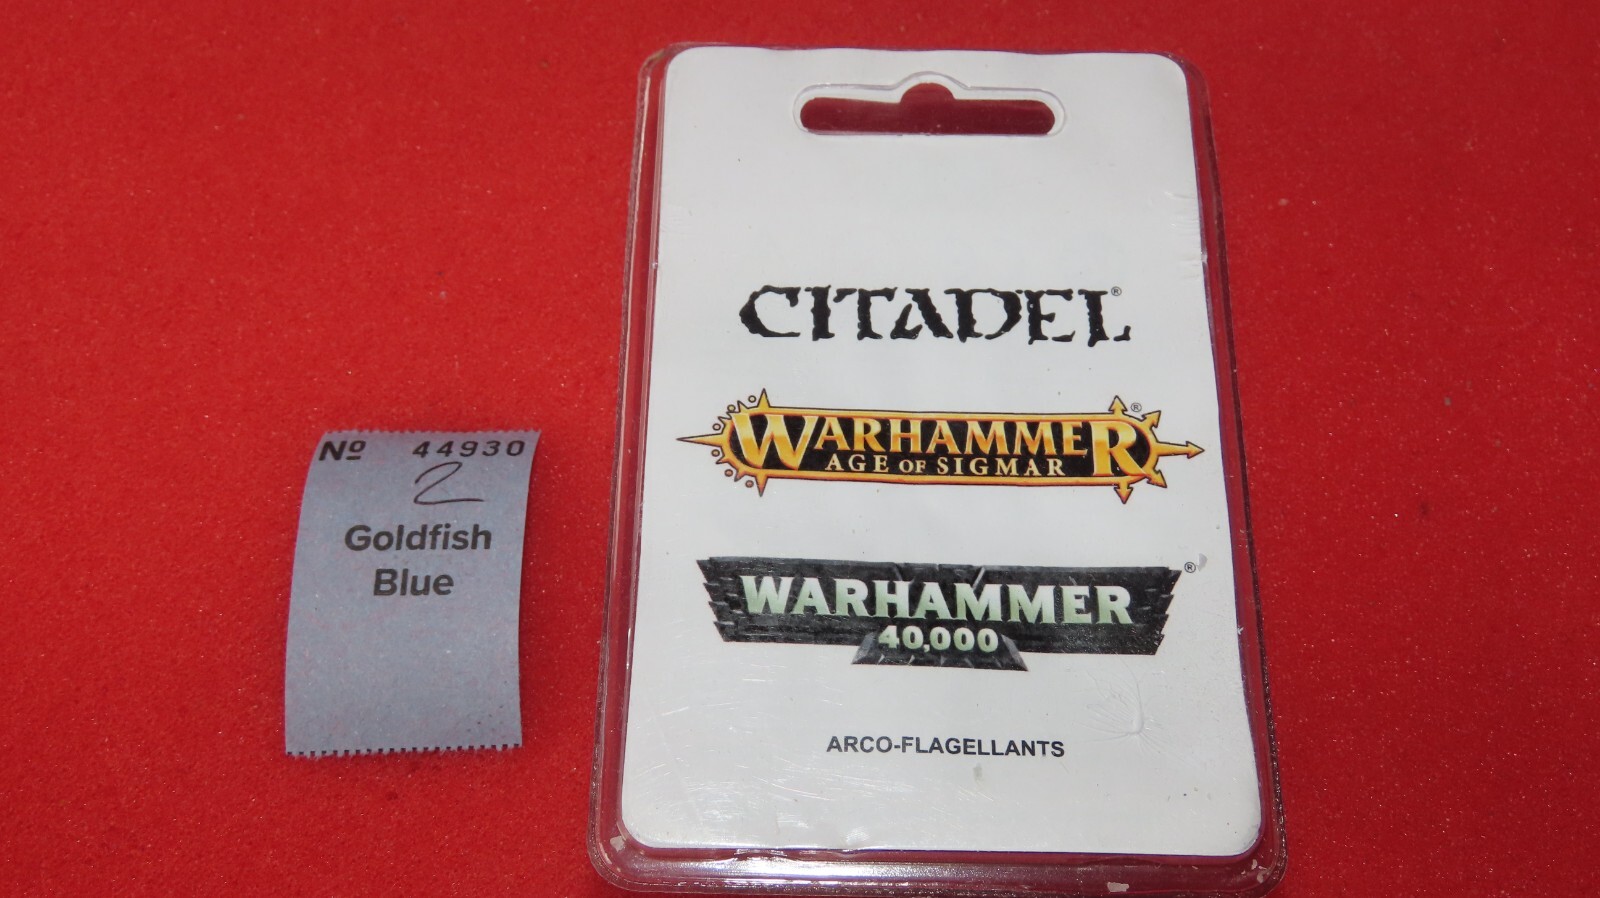 Nº 44930
2
Goldfish
Blue
CITADEL®
WARHAMMER®
AGE OF SIGMAR
WARHAMMER®
40,000
ARCO-FLAGELLANTS